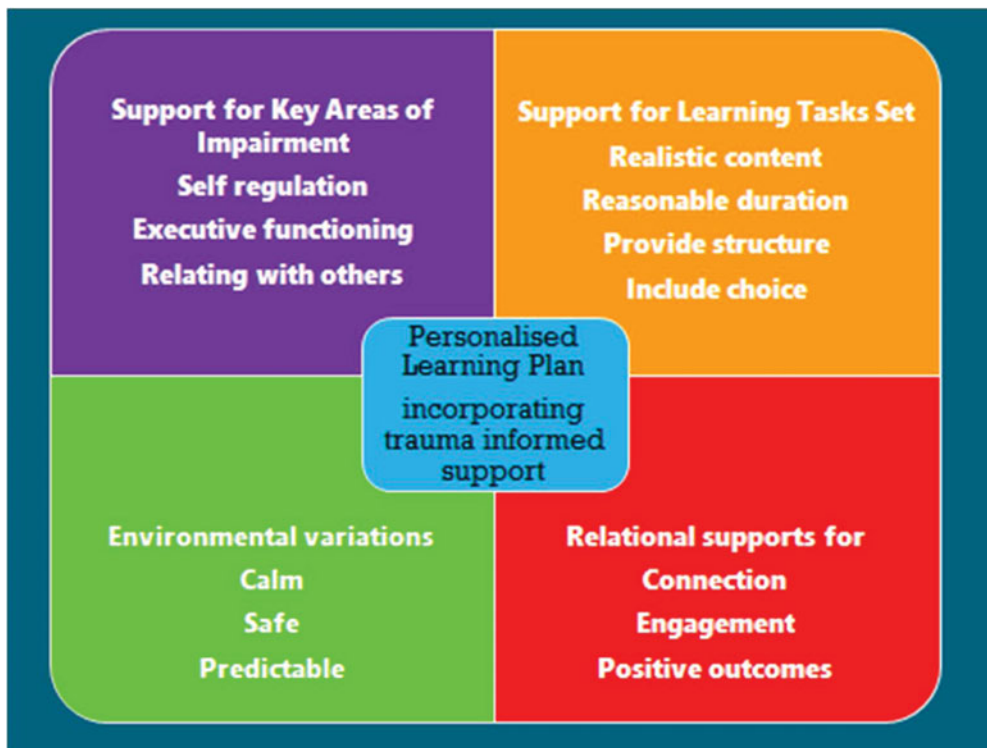 Support for Key Areas of
Impairment
Self regulation
Executive functioning
Relating with others
Support for Learning Tasks Set
Realistic content
Reasonable duration
Provide structure
Include choice
Personalised
Learning Plan
incorporating
trauma informed
support
Environmental variations
Calm
Safe
Predictable
Relational supports for
Connection
Engagement
Positive outcomes